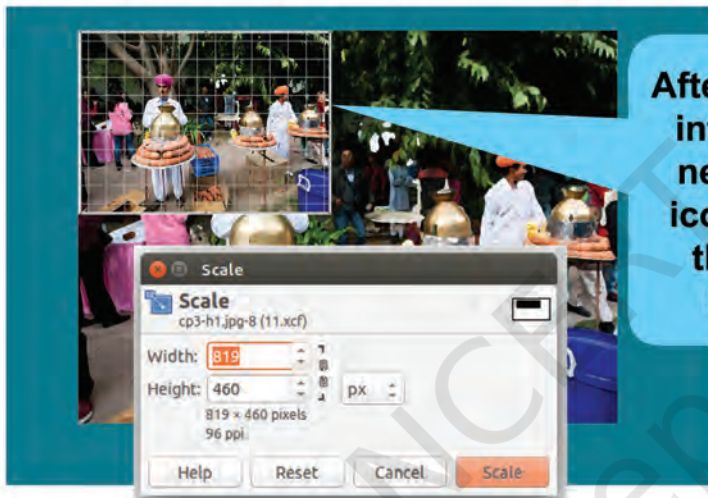 Afte
in
ne
ico
th
Scale
Scale
cp3-h1.jpg-8 (11.xcf)
Width: 819
Height: 460 px
819 × 460 pixels
96 ppi
Help Reset Cancel Scale